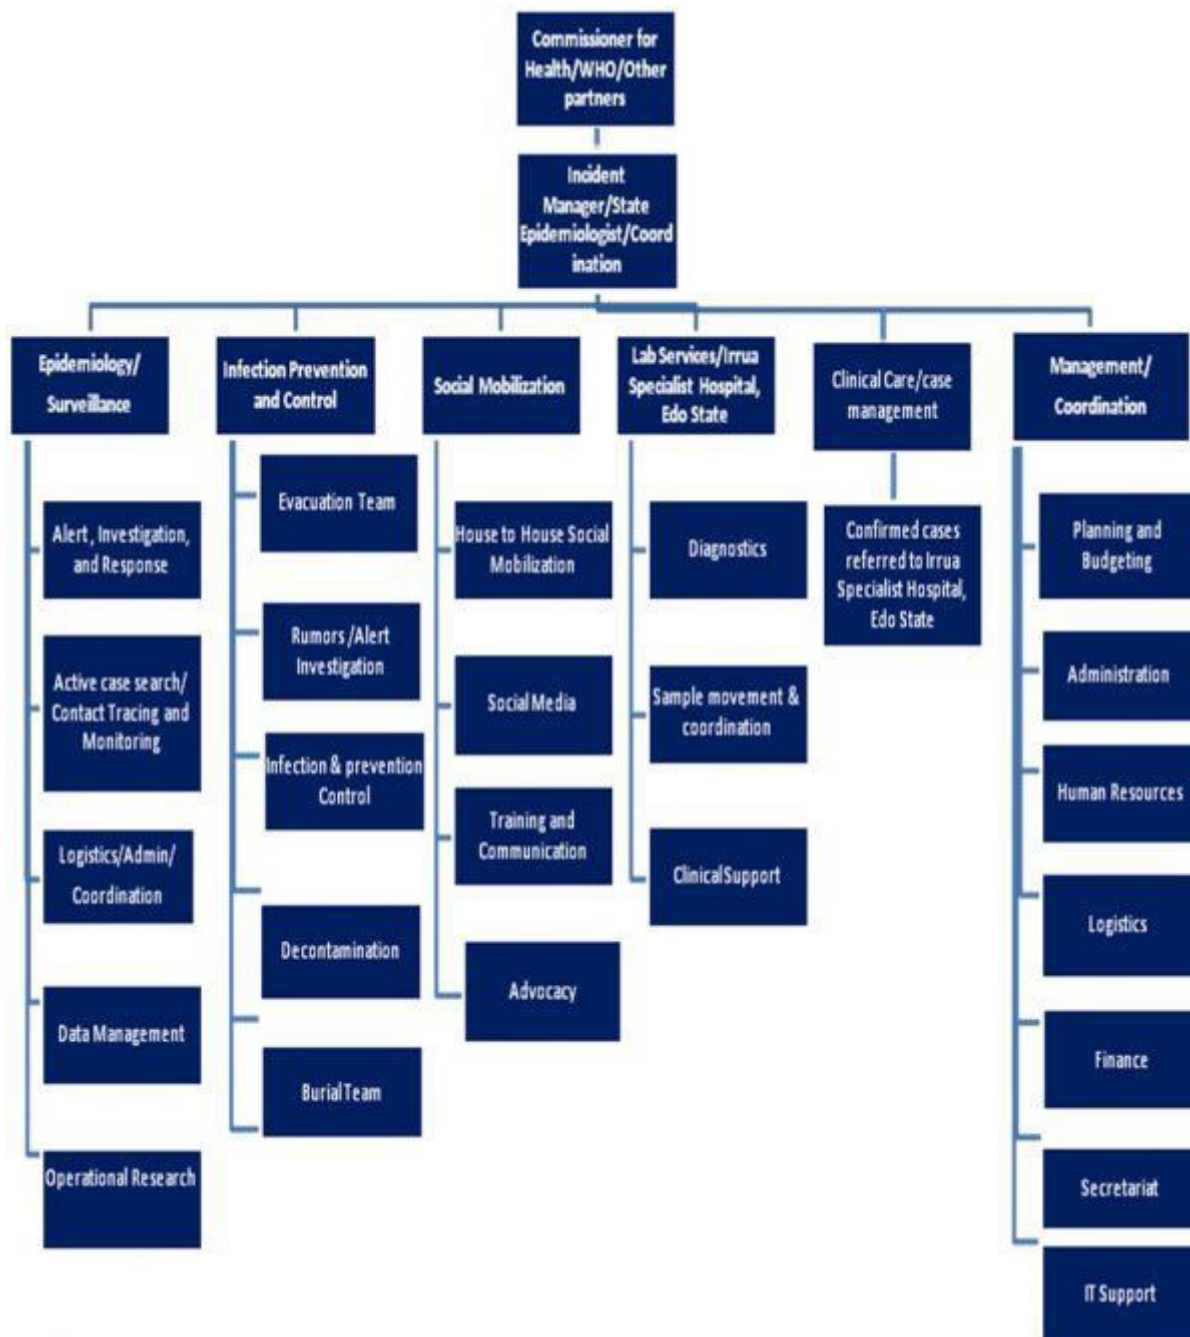 Commissioner for
Health/WHO/Other
partners
Incident
Manager/State
Epidemiologist/Coord
ination
Epidemiology/
Surveillance
Alert , Investigation,
and Response
Active case search/
Contact Tracing and
Monitoring
Logistics/Admin/
Coordination
Data Management
Operational Research
Infection Prevention
and Control
Evacuation Team
Rumors /Alert
Investigation
Infection & prevention
Control
Decontamination
Burial Team
Social Mobilization
House to House Social
Mobilization
Social Media
Training and
Communication
Advocacy
Lab Services/Irrua
Specialist Hospital,
Edo State
Diagnostics
Sample movement &
coordination
Clinical Support
Clinical Care/case
management
Confirmed cases
referred to Irrua
Specialist Hospital,
Edo State
Management/
Coordination
Planning and
Budgeting
Administration
Human Resources
Logistics
Finance
Secretariat
IT Support